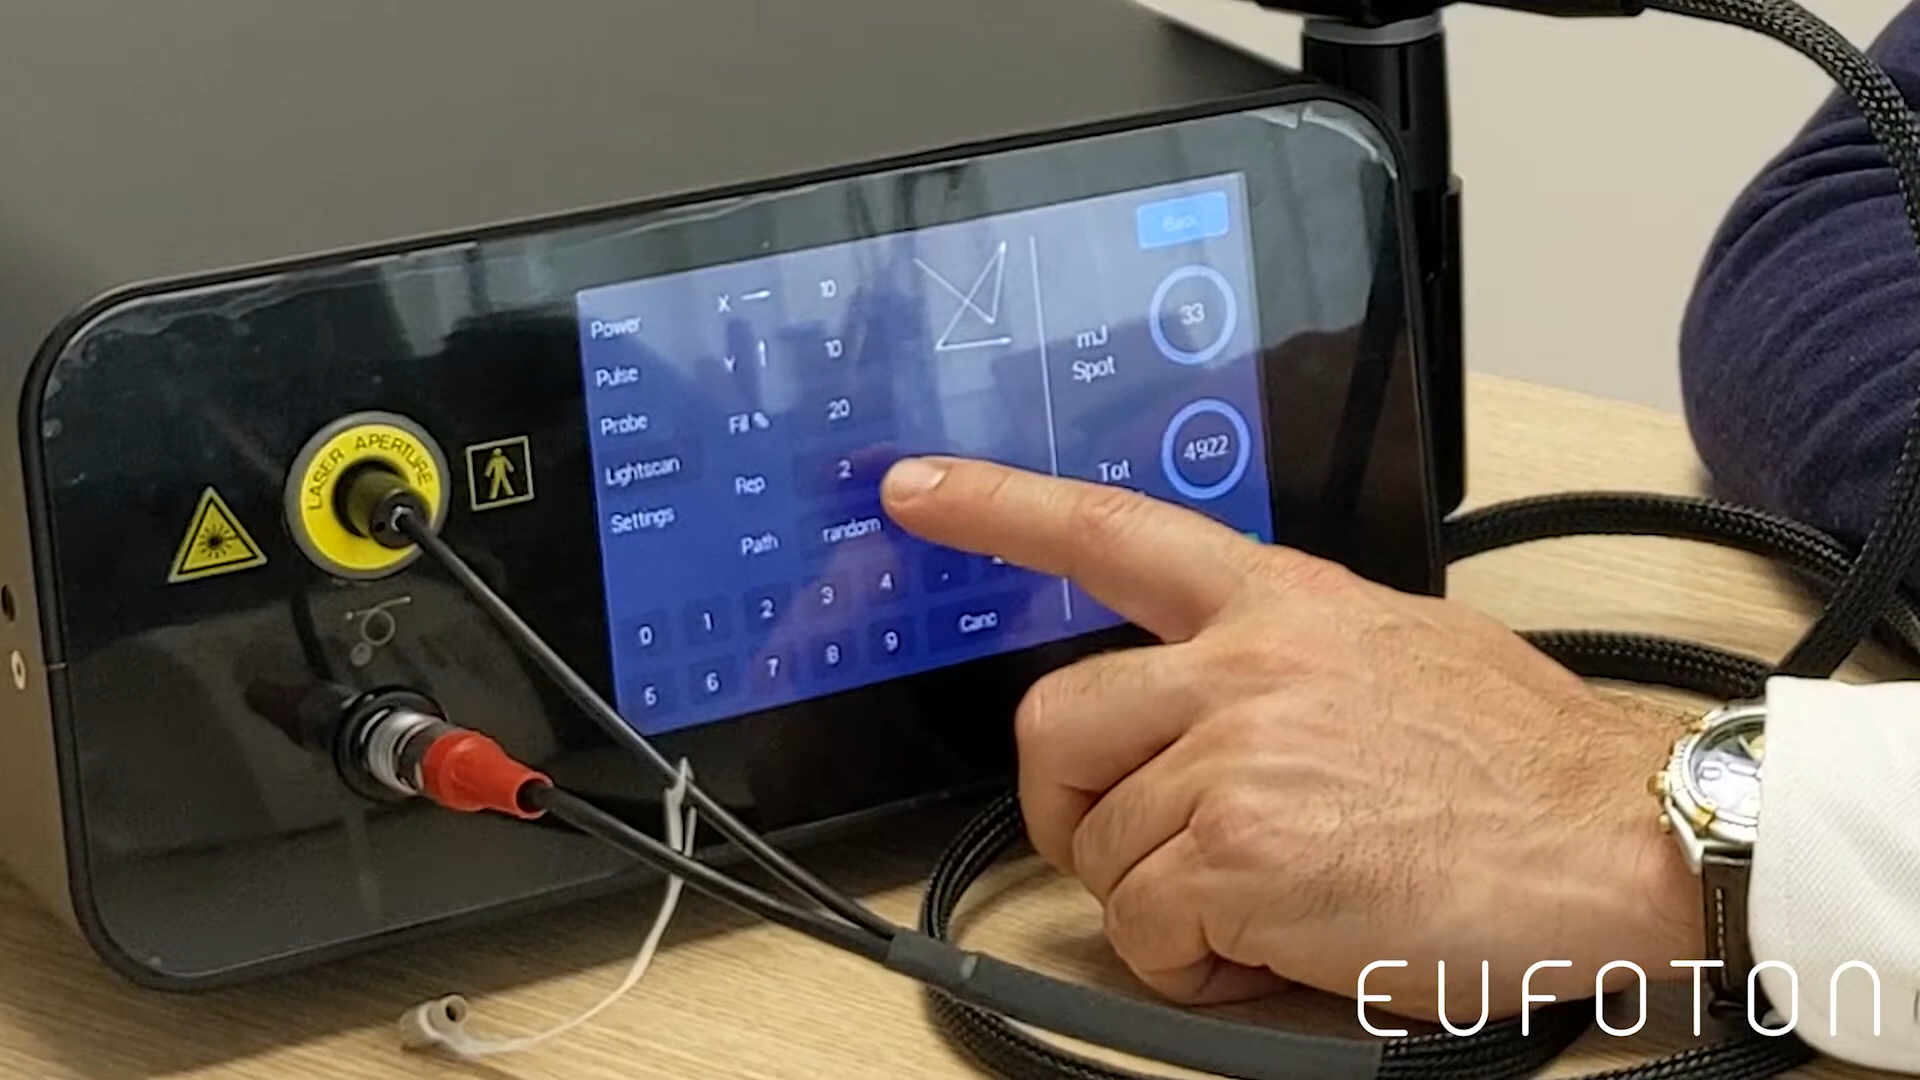 LASER APERTURE
Back
Power
X 10
Pulse
Y 10
mJ
Spot
33
Probe
Fill % 20
Lightscan
Rep 2
Tot
4922
Settings
Path random
0 1 2 3 4 .
Canc
5 6 7 8 9
EUFOTON